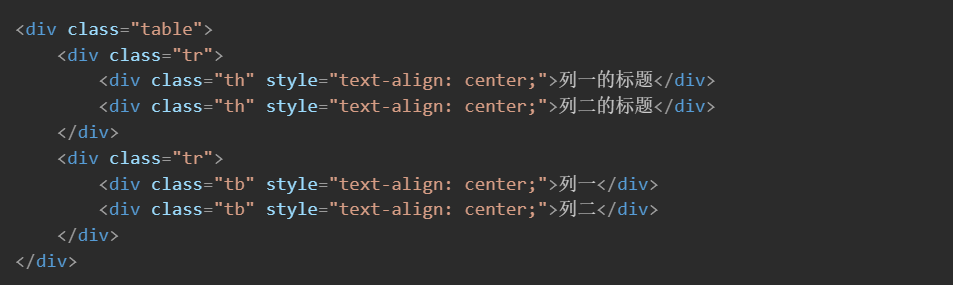 <div class="table">
    <div class="tr">
        <div class="th" style="text-align: center;">列一的标题</div>
        <div class="th" style="text-align: center;">列二的标题</div>
    </div>
    <div class="tr">
        <div class="tb" style="text-align: center;">列一</div>
        <div class="tb" style="text-align: center;">列二</div>
    </div>
</div>